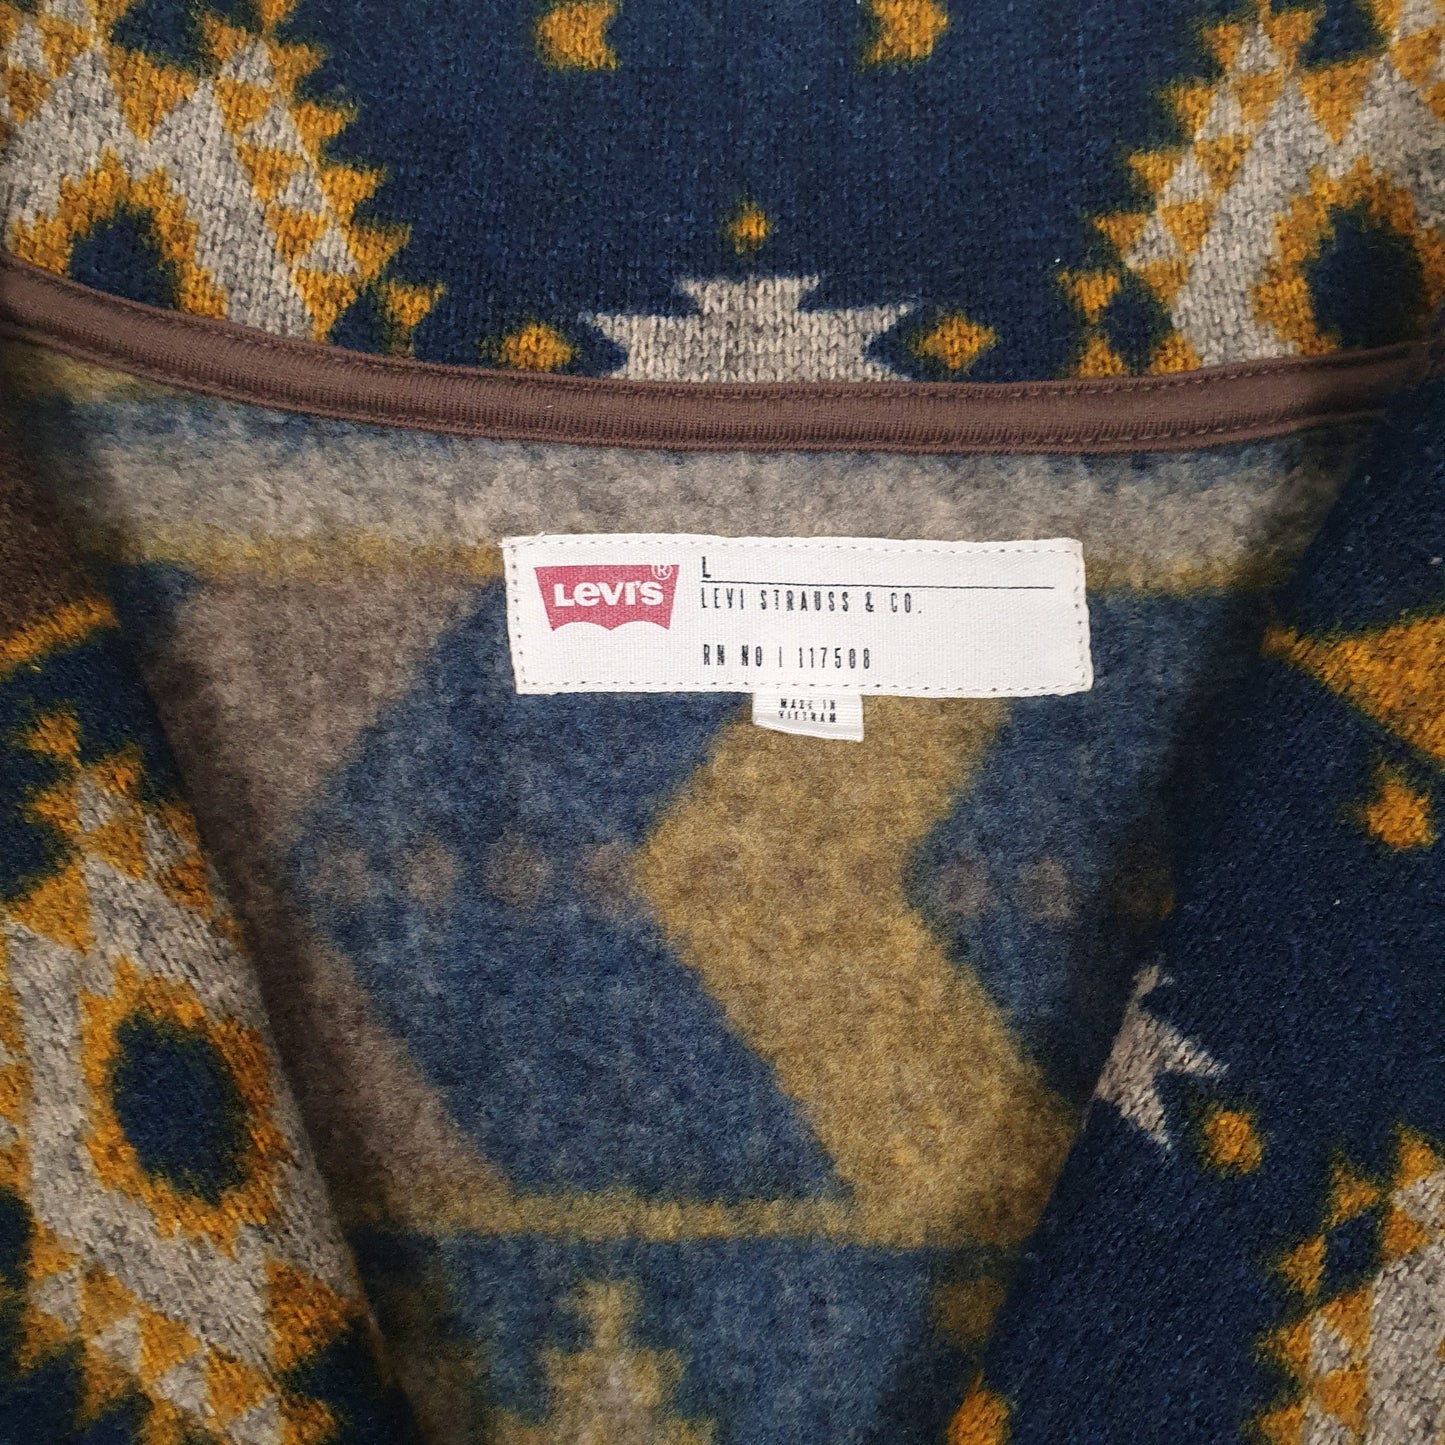 LEVI'S ®
L
LEVI STRAUSS & CO.
RN NO | 117508
MADE IN
VIETNAM